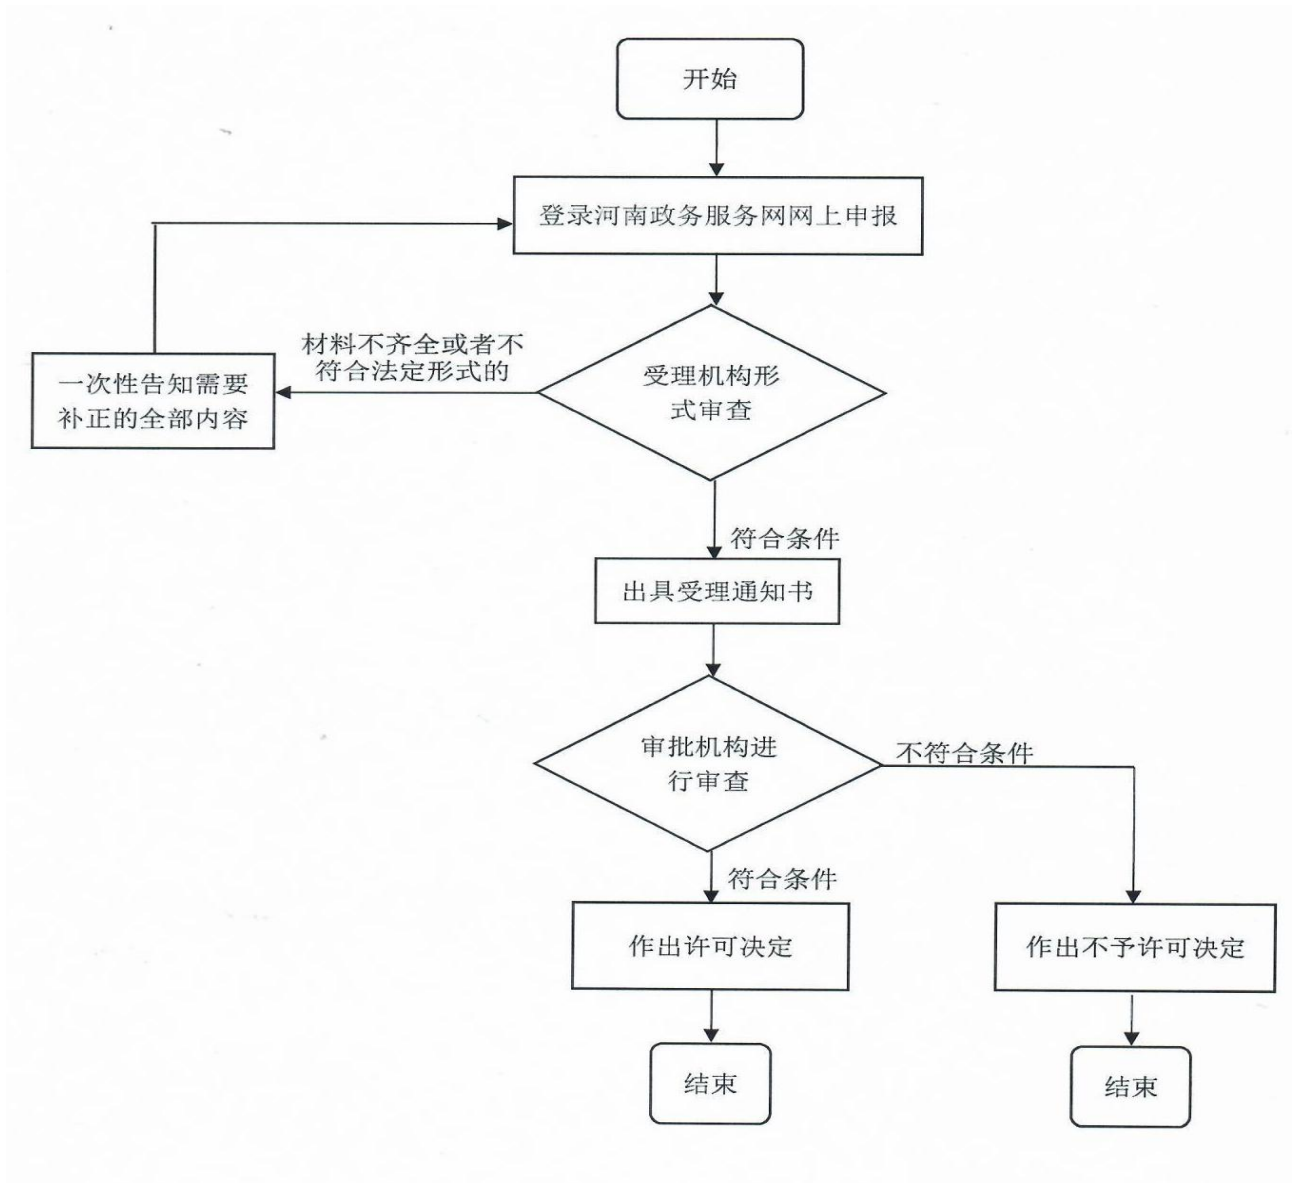 开始
登录河南政务服务网网上申报
材料不齐全或者不
符合法定形式的
一次性告知需要
补正的全部内容
受理机构形
式审查
符合条件
出具受理通知书
审批机构进
行审查
不符合条件
符合条件
作出许可决定
作出不予许可决定
结束
结束